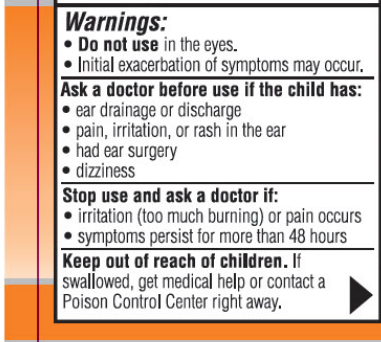 Warnings:
• Do not use in the eyes.
• Initial exacerbation of symptoms may occur.
Ask a doctor before use if the child has:
• ear drainage or discharge
• pain, irritation, or rash in the ear
• had ear surgery
• dizziness
Stop use and ask a doctor if:
• irritation (too much burning) or pain occurs
• symptoms persist for more than 48 hours
Keep out of reach of children. If
swallowed, get medical help or contact a
Poison Control Center right away.